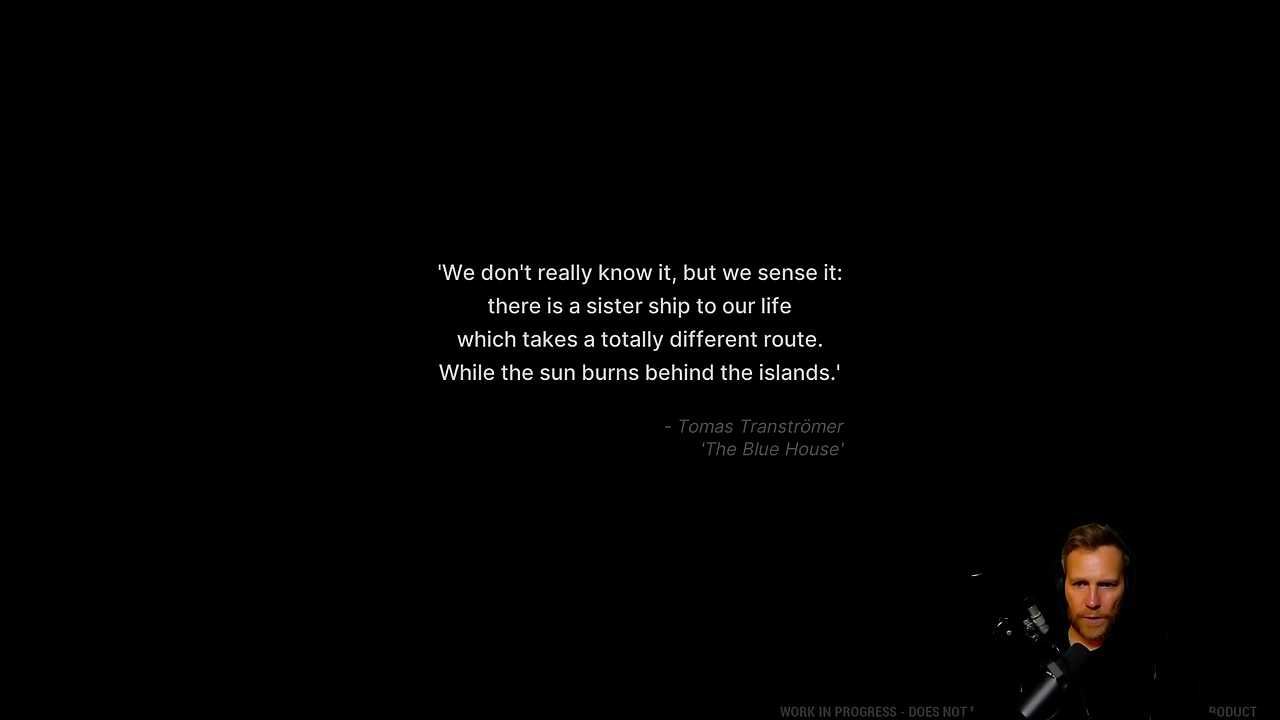 'We don't really know it, but we sense it:
there is a sister ship to our life
which takes a totally different route.
While the sun burns behind the islands.'
- Tomas Tranströmer
'The Blue House'
WORK IN PROGRESS - DOES NOT